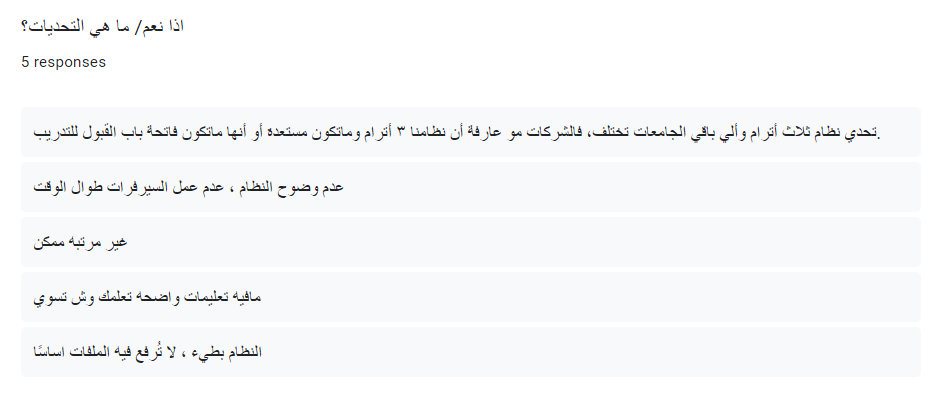 اذا نعم/ ما هي التحديات؟
5 responses
تحدي نظام ثلاث أترام وألي باقي الجامعات تختلف، فالشركات مو عارفة أن نظامنا ٣ أترام وماتكون مستعدة أو أنها ماتكون فاتحة باب القبول للتدريب.
عدم وضوح النظام ، عدم عمل السيرفرات طوال الوقت
غير مرتبه ممكن
مافيه تعليمات واضحه تعلمك وش تسوي
النظام بطيء ، لا تُرفع فيه الملفات اساسًا